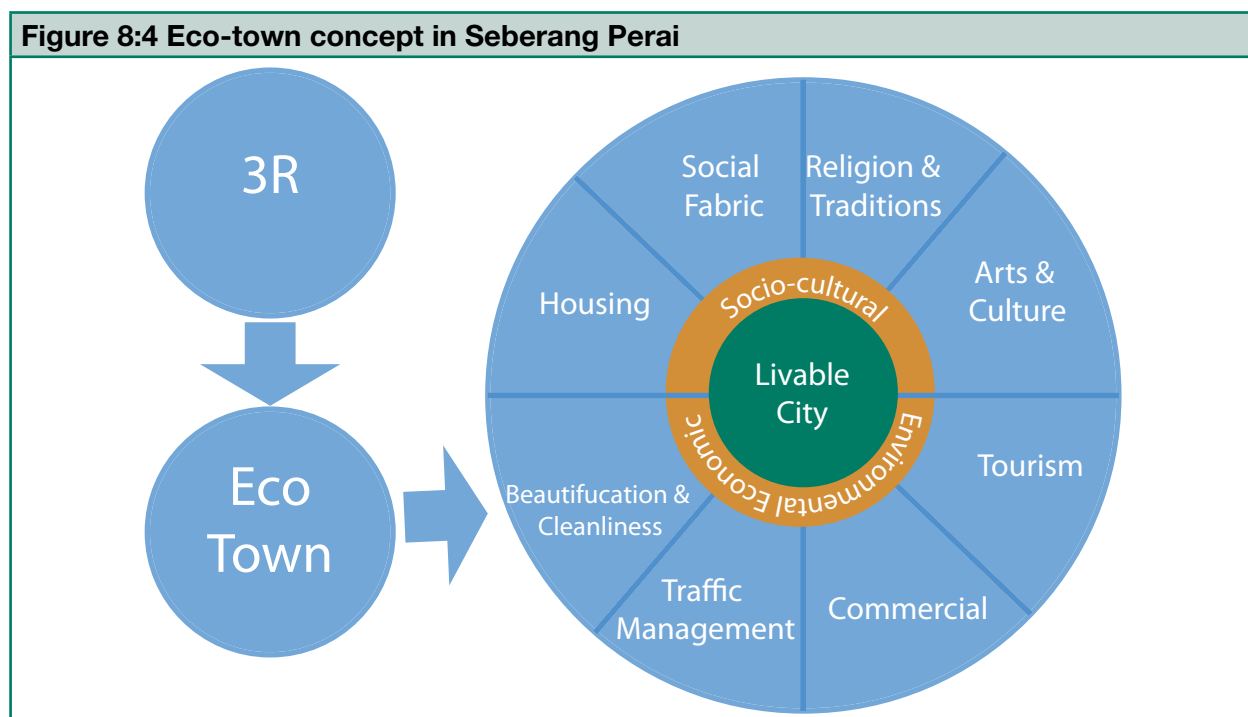 Figure 8:4 Eco-town concept in Seberang Perai
3R
Eco
Town
Social
Fabric
Religion &
Traditions
Arts &
Culture
Housing
Socio-cultural
Livable
City
Environmental Economic
Tourism
Beautifucation &
Cleanliness
Traffic
Management
Commercial